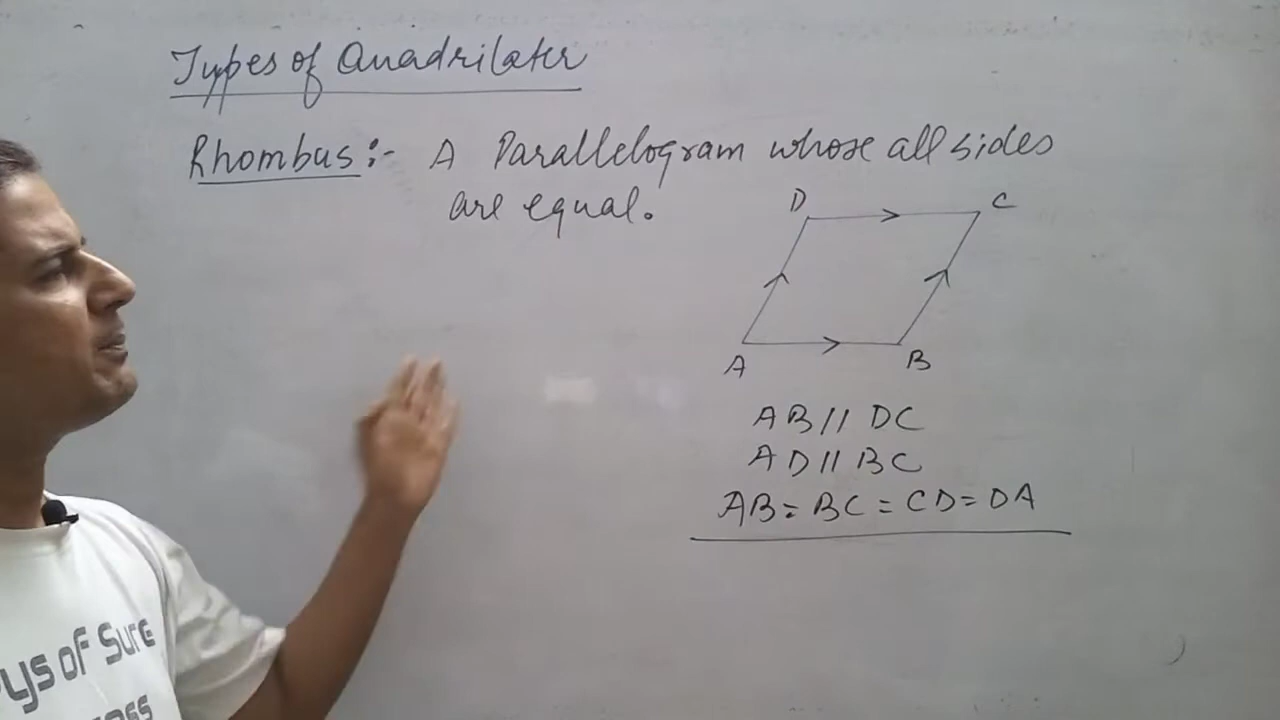 Types of Quadrilater
Rhombus:- A Parallelogram whose all sides
are equal.
D
C
A
B
AB // DC
AD // BC
AB = BC = CD = DA
ys of Sure